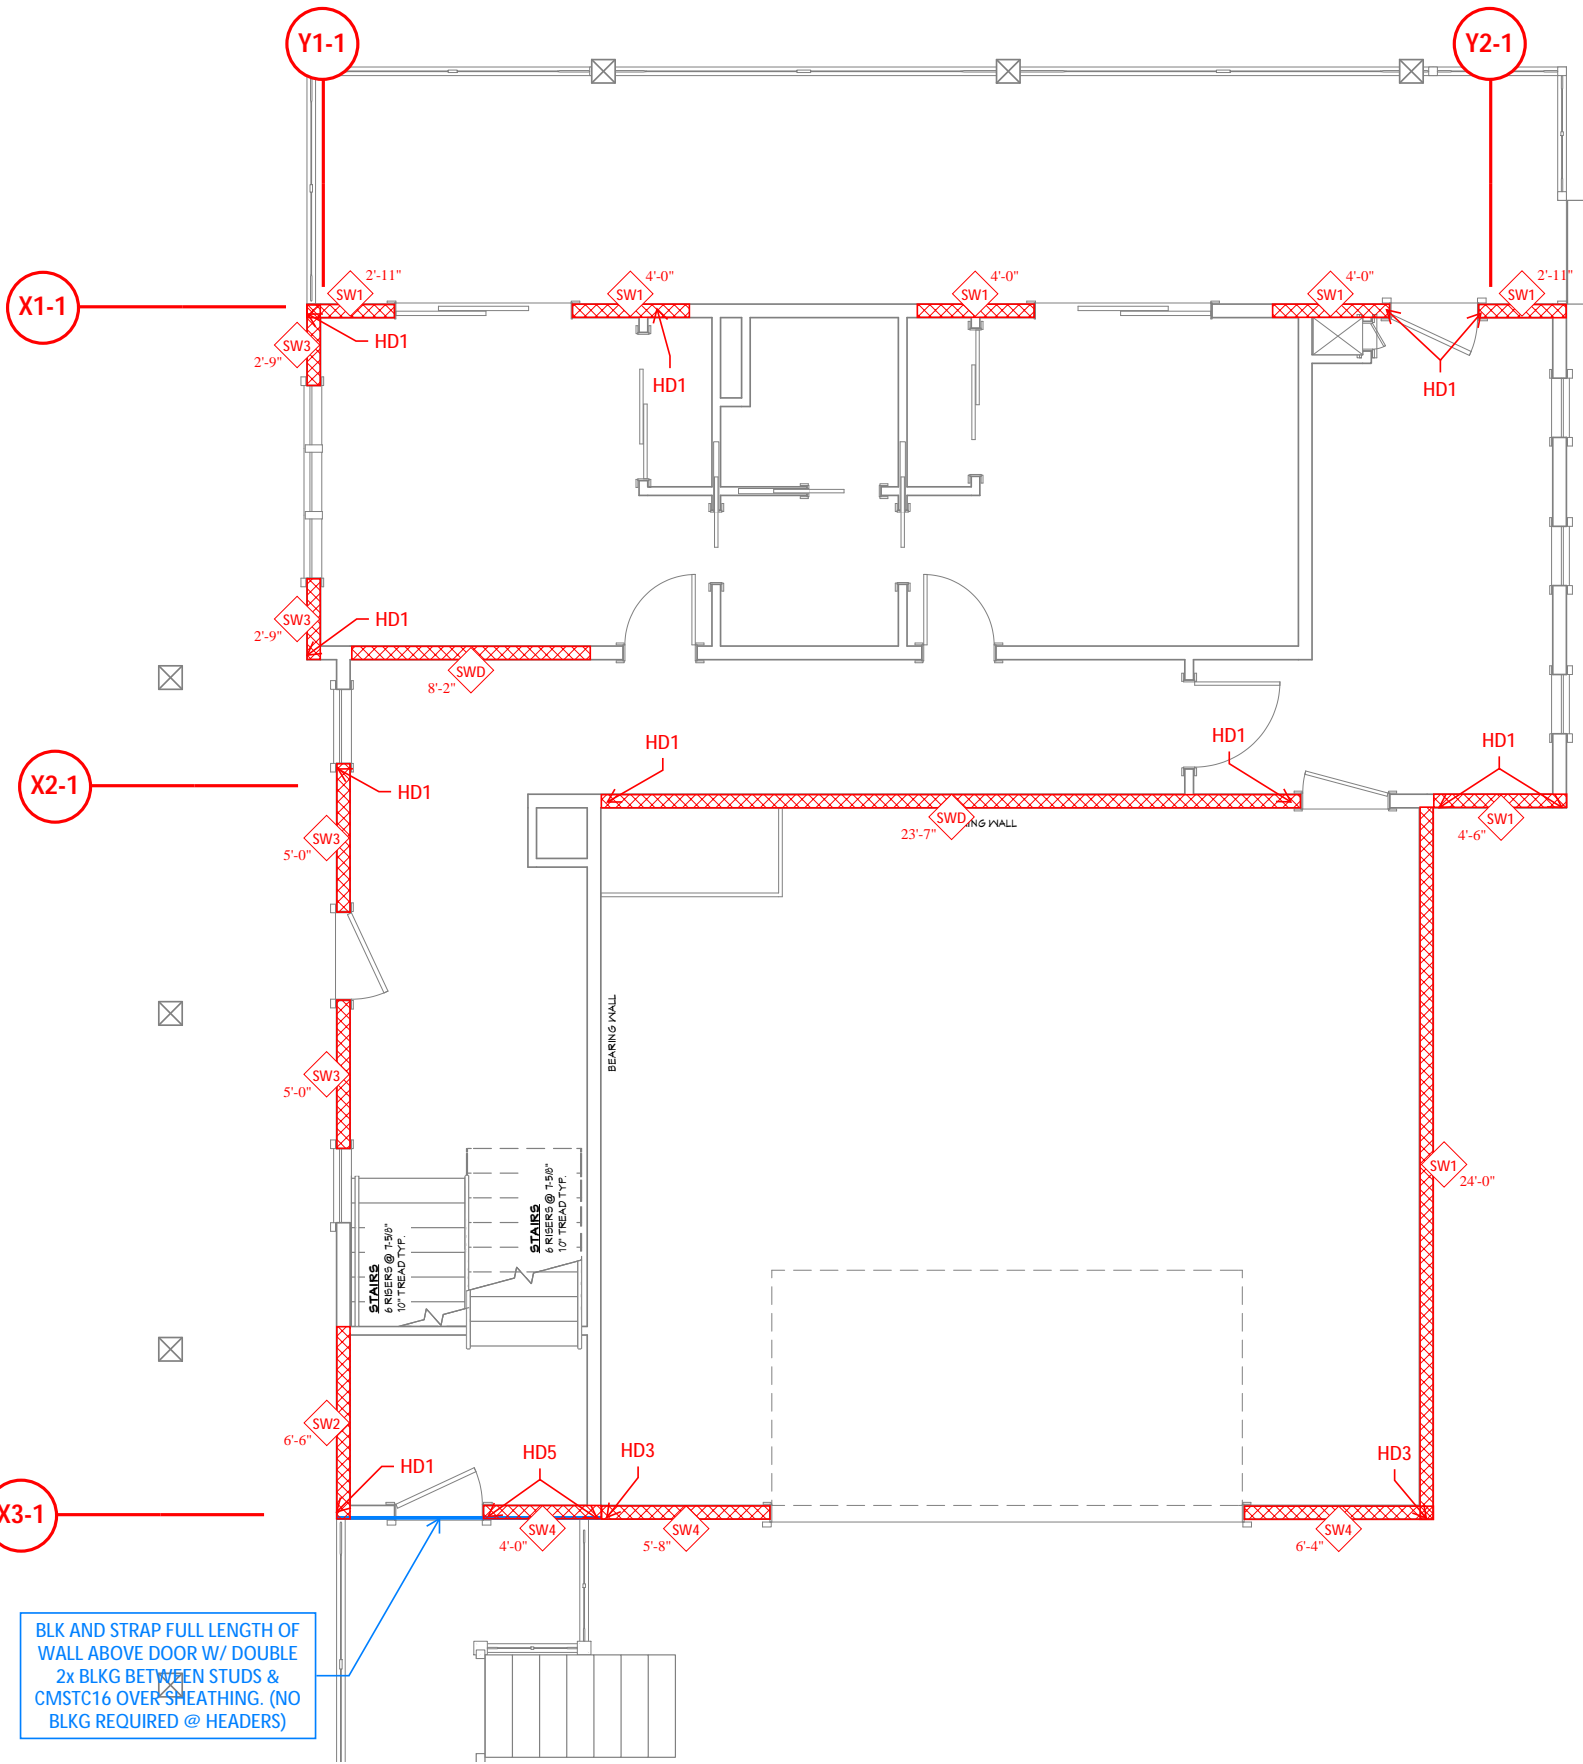 Y1-1
Y2-1
2'-11"
4'-0"
4'-0"
4'-0"
2'-11"
SW1
SW1
SW1
SW1
SW1
X1-1
HD1
SW3
2'-9"
HD1
HD1
SW3
2'-9"
HD1
SWD
8'-2"
HD1
HD1
HD1
X2-1
HD1
SWD
23'-7"
NG WALL
SW1
4'-6"
SW3
5'-0"
BEARING WALL
SW3
5'-0"
SW1
24'-0"
STAIRS
6 RISERS @ 7-5/8"
10" TREAD TYP.
STAIRS
6 RISERS @ 7-5/8"
10" TREAD TYP.
SW2
6'-6"
HD1
HD5
HD3
HD3
X3-1
SW4
4'-0"
SW4
5'-8"
SW4
6'-4"
BLK AND STRAP FULL LENGTH OF
WALL ABOVE DOOR W/ DOUBLE
2x BLKG BETWEEN STUDS &
CMSTC16 OVER SHEATHING. (NO
BLKG REQUIRED @ HEADERS)